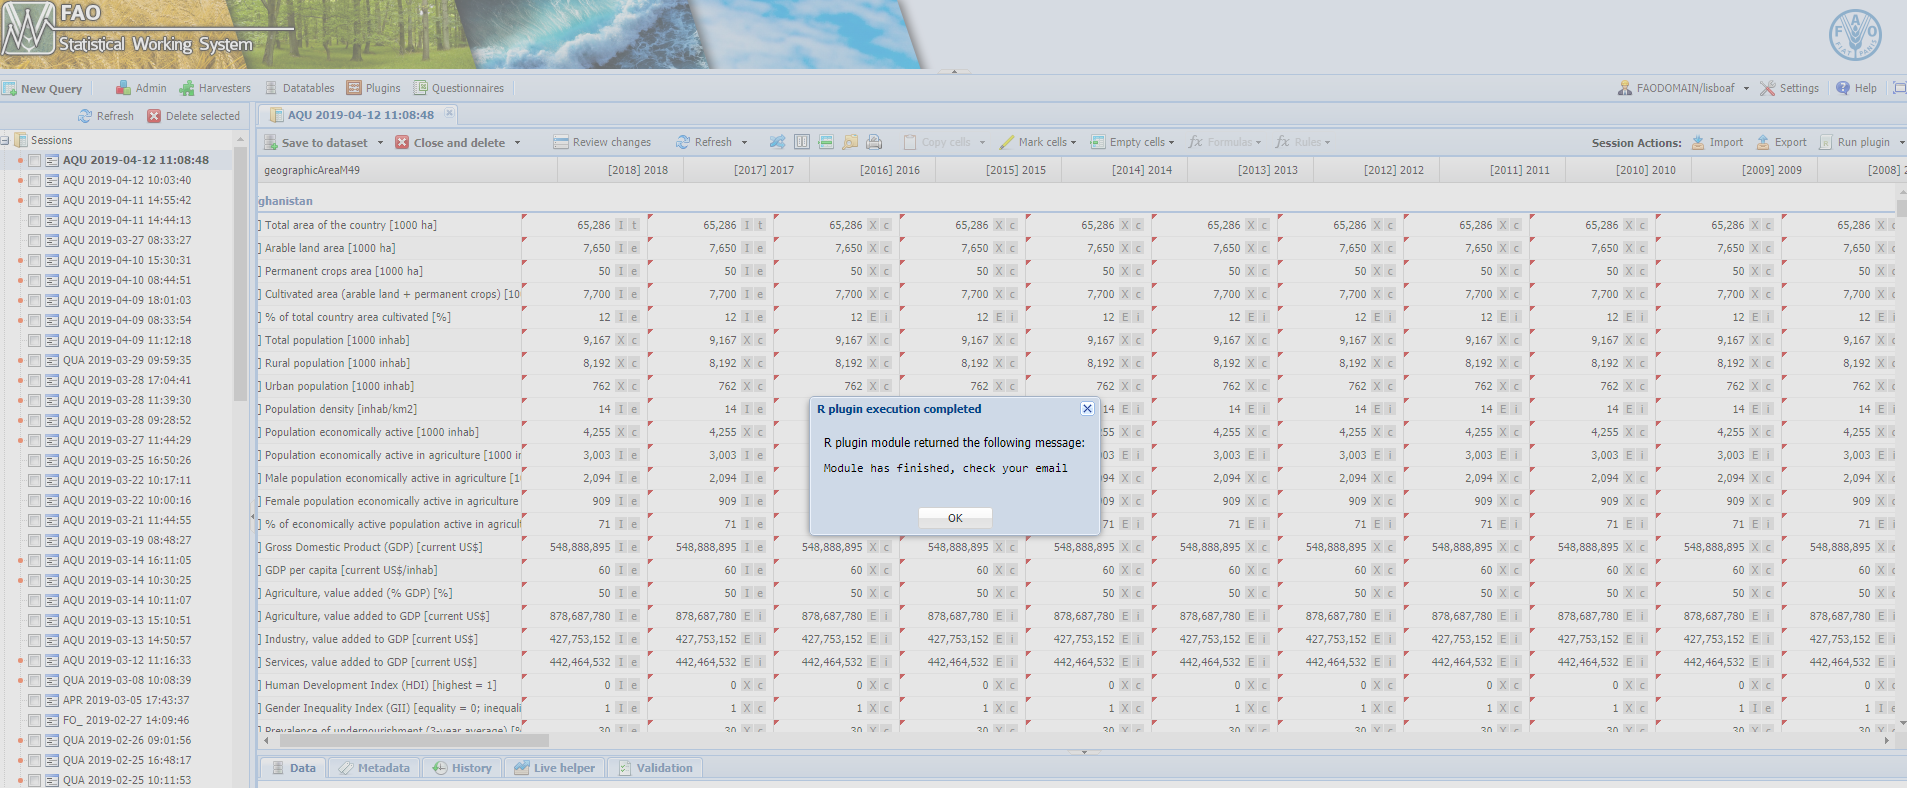 FAO
Statistical Working System
New Query Admin Harvesters Datatables Plugins Questionnaires FAODOMAIN/lisboaf Settings Help
Refresh Delete selected
AQU 2019-04-12 11:08:48
Save to dataset Close and delete Review changes Refresh Copy cells Mark cells Empty cells Formulas Rules Session Actions: Import Export Run plugin
Sessions
AQU 2019-04-12 11:08:48
AQU 2019-04-12 10:03:40
AQU 2019-04-11 14:55:42
AQU 2019-04-11 14:44:13
AQU 2019-03-27 08:33:27
AQU 2019-04-10 15:30:31
AQU 2019-04-10 08:44:51
AQU 2019-04-09 18:01:03
AQU 2019-04-09 08:33:54
AQU 2019-04-09 11:12:18
QUA 2019-03-29 09:59:35
AQU 2019-03-28 17:04:41
AQU 2019-03-28 11:39:30
AQU 2019-03-28 09:28:52
AQU 2019-03-27 11:44:29
AQU 2019-03-25 16:50:26
AQU 2019-03-22 10:17:11
AQU 2019-03-22 10:00:16
AQU 2019-03-21 11:44:55
AQU 2019-03-19 08:48:27
AQU 2019-03-14 16:11:05
AQU 2019-03-14 10:30:25
AQU 2019-03-14 10:11:07
AQU 2019-03-13 15:10:51
AQU 2019-03-13 14:50:57
AQU 2019-03-12 11:16:33
QUA 2019-03-08 10:08:39
APR 2019-03-05 17:43:37
FO_ 2019-02-27 14:09:46
QUA 2019-02-26 09:01:56
QUA 2019-02-25 16:48:17
QUA 2019-02-25 10:11:53
geographicAreaM49 [2018] 2018 [2017] 2017 [2016] 2016 [2015] 2015 [2014] 2014 [2013] 2013 [2012] 2012 [2011] 2011 [2010] 2010 [2009] 2009 [2008] 2
ghanistan
] Total area of the country [1000 ha] 65,286 I t 65,286 I t 65,286 X c 65,286 X c 65,286 X c 65,286 X c 65,286 X c 65,286 X c 65,286 X c 65,286 X c 65,286 X c
] Arable land area [1000 ha] 7,650 I e 7,650 I e 7,650 X c 7,650 X c 7,650 X c 7,650 X c 7,650 X c 7,650 X c 7,650 X c 7,650 X c 7,650 X c
] Permanent crops area [1000 ha] 50 I e 50 I e 50 X c 50 X c 50 X c 50 X c 50 X c 50 X c 50 X c 50 X c 50 X c
] Cultivated area (arable land + permanent crops) [10 7,700 I e 7,700 I e 7,700 X c 7,700 X c 7,700 X c 7,700 X c 7,700 X c 7,700 X c 7,700 X c 7,700 X c 7,700 X c
] % of total country area cultivated [%] 12 I e 12 I e 12 E i 12 E i 12 E i 12 E i 12 E i 12 E i 12 E i 12 E i 12 E i
] Total population [1000 inhab] 9,167 X c 9,167 X c 9,167 X c 9,167 X c 9,167 X c 9,167 X c 9,167 X c 9,167 X c 9,167 X c 9,167 X c 9,167 X c
] Rural population [1000 inhab] 8,192 X c 8,192 X c 8,192 X c 8,192 X c 8,192 X c 8,192 X c 8,192 X c 8,192 X c 8,192 X c 8,192 X c 8,192 X c
] Urban population [1000 inhab] 762 X c 762 X c 762 X c 762 X c 762 X c 762 X c 762 X c 762 X c 762 X c 762 X c 762 X c
] Population density [inhab/km2] 14 I e 14 I e 14 E i 14 E i 14 E i 14 E i 14 E i 14 E i 14 E i
] Population economically active [1000 inhab] 4,255 X c 4,255 X c 4,255 X c 4,255 X c 4,255 X c 4,255 X c 4,255 X c 4,255 X c
] Population economically active in agriculture [1000 i 3,003 I e 3,003 I e 3,003 X c 3,003 X c 3,003 X c 3,003 X c 3,003 X c 3,003 X c
] Male population economically active in agriculture [1 2,094 I e 2,094 I e 094 X c 2,094 X c 2,094 X c 2,094 X c 2,094 X c 2,094 X c 2,094 X c
] Female population economically active in agriculture 909 I e 909 I e 909 X c 909 X c 909 X c 909 X c 909 X c 909 X c 909 X c
] % of economically active population active in agricult 71 I e 71 I e 71 E i 71 E i 71 E i 71 E i 71 E i 71 E i 71 E i
R plugin execution completed
R plugin module returned the following message:
Module has finished, check your email
OK
] Gross Domestic Product (GDP) [current US$] 548,888,895 I e 548,888,895 I e 548,888,895 X c 548,888,895 X c 548,888,895 X c 548,888,895 X c 548,888,895 X c 548,888,895 X c 548,888,895 X c 548,888,895 X c 548,888,895 X c
] GDP per capita [current US$/inhab] 60 I e 60 I e 60 X c 60 X c 60 X c 60 X c 60 X c 60 X c 60 X c 60 X c 60 X c
] Agriculture, value added (% GDP) [%] 50 I e 50 I e 50 X c 50 X c 50 X c 50 X c 50 X c 50 X c 50 X c 50 X c 50 X c
] Agriculture, value added to GDP [current US$] 878,687,780 I e 878,687,780 E i 878,687,780 E i 878,687,780 E i 878,687,780 E i 878,687,780 E i 878,687,780 E i 878,687,780 E i 878,687,780 E i 878,687,780 E i 878,687,780 E i
] Industry, value added to GDP [current US$] 427,753,152 I e 427,753,152 E i 427,753,152 E i 427,753,152 E i 427,753,152 E i 427,753,152 E i 427,753,152 E i 427,753,152 E i 427,753,152 E i 427,753,152 E i 427,753,152 E i
] Services, value added to GDP [current US$] 442,464,532 I e 442,464,532 E i 442,464,532 E i 442,464,532 E i 442,464,532 E i 442,464,532 E i 442,464,532 E i 442,464,532 E i 442,464,532 E i 442,464,532 E i 442,464,532 E i
] Human Development Index (HDI) [highest = 1] 0 I e 0 X c 0 X c 0 X c 0 X c 0 X c 0 X c 0 X c 0 X c 0 X c 0 X c
] Gender Inequality Index (GII) [equality = 0; inequali 1 I e 1 X c 1 X c 1 X c 1 X c 1 X c 1 X c 1 X c 1 X c 1 I e 1 I e
] Prevalence of undernourishment (3-year average) [% 30 I e 30 X c 30 X c 30 X c 30 X c 30 X c 30 X c 30 X c 30 X c 30 X c 30 X c
Data Metadata History Live helper Validation